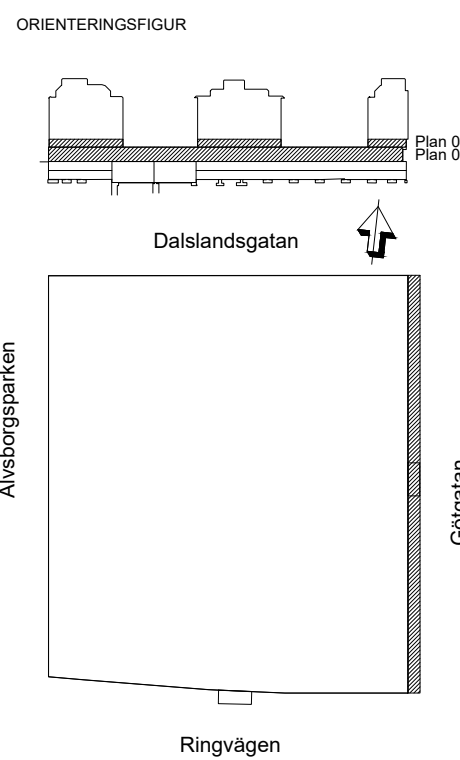 ORIENTERINGSFIGUR
Plan 0
Plan 0
Dalslandsgatan
Alvsborgsparken
Götgatan
Ringvägen